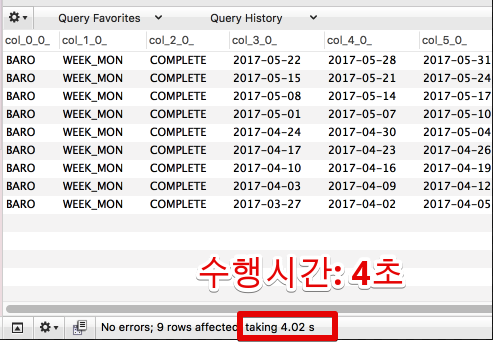 Query Favorites Query History
col_0_0_ col_1_0_ col_2_0_ col_3_0_ col_4_0_ col_5_0_
BARO WEEK_MON COMPLETE 2017-05-22 2017-05-28 2017-05-31
BARO WEEK_MON COMPLETE 2017-05-15 2017-05-21 2017-05-24
BARO WEEK_MON COMPLETE 2017-05-08 2017-05-14 2017-05-17
BARO WEEK_MON COMPLETE 2017-05-01 2017-05-07 2017-05-10
BARO WEEK_MON COMPLETE 2017-04-24 2017-04-30 2017-05-04
BARO WEEK_MON COMPLETE 2017-04-17 2017-04-23 2017-04-26
BARO WEEK_MON COMPLETE 2017-04-10 2017-04-16 2017-04-19
BARO WEEK_MON COMPLETE 2017-04-03 2017-04-09 2017-04-12
BARO WEEK_MON COMPLETE 2017-03-27 2017-04-02 2017-04-05
수행시간: 4초
No errors; 9 rows affected, taking 4.02 s